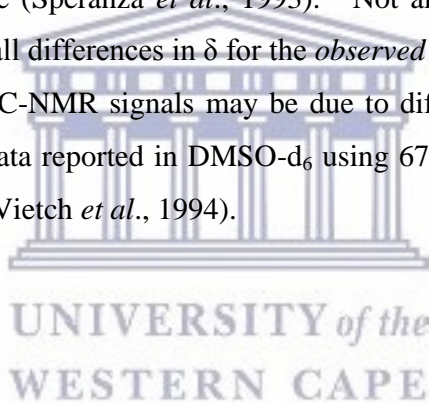 (Speranza et al., 1993). Not a
all differences in δ for the observed
C-NMR signals may be due to dif
ata reported in DMSO-d₆ using 67
Vietch et al., 1994).
UNIVERSITY of the
WESTERN CAPE